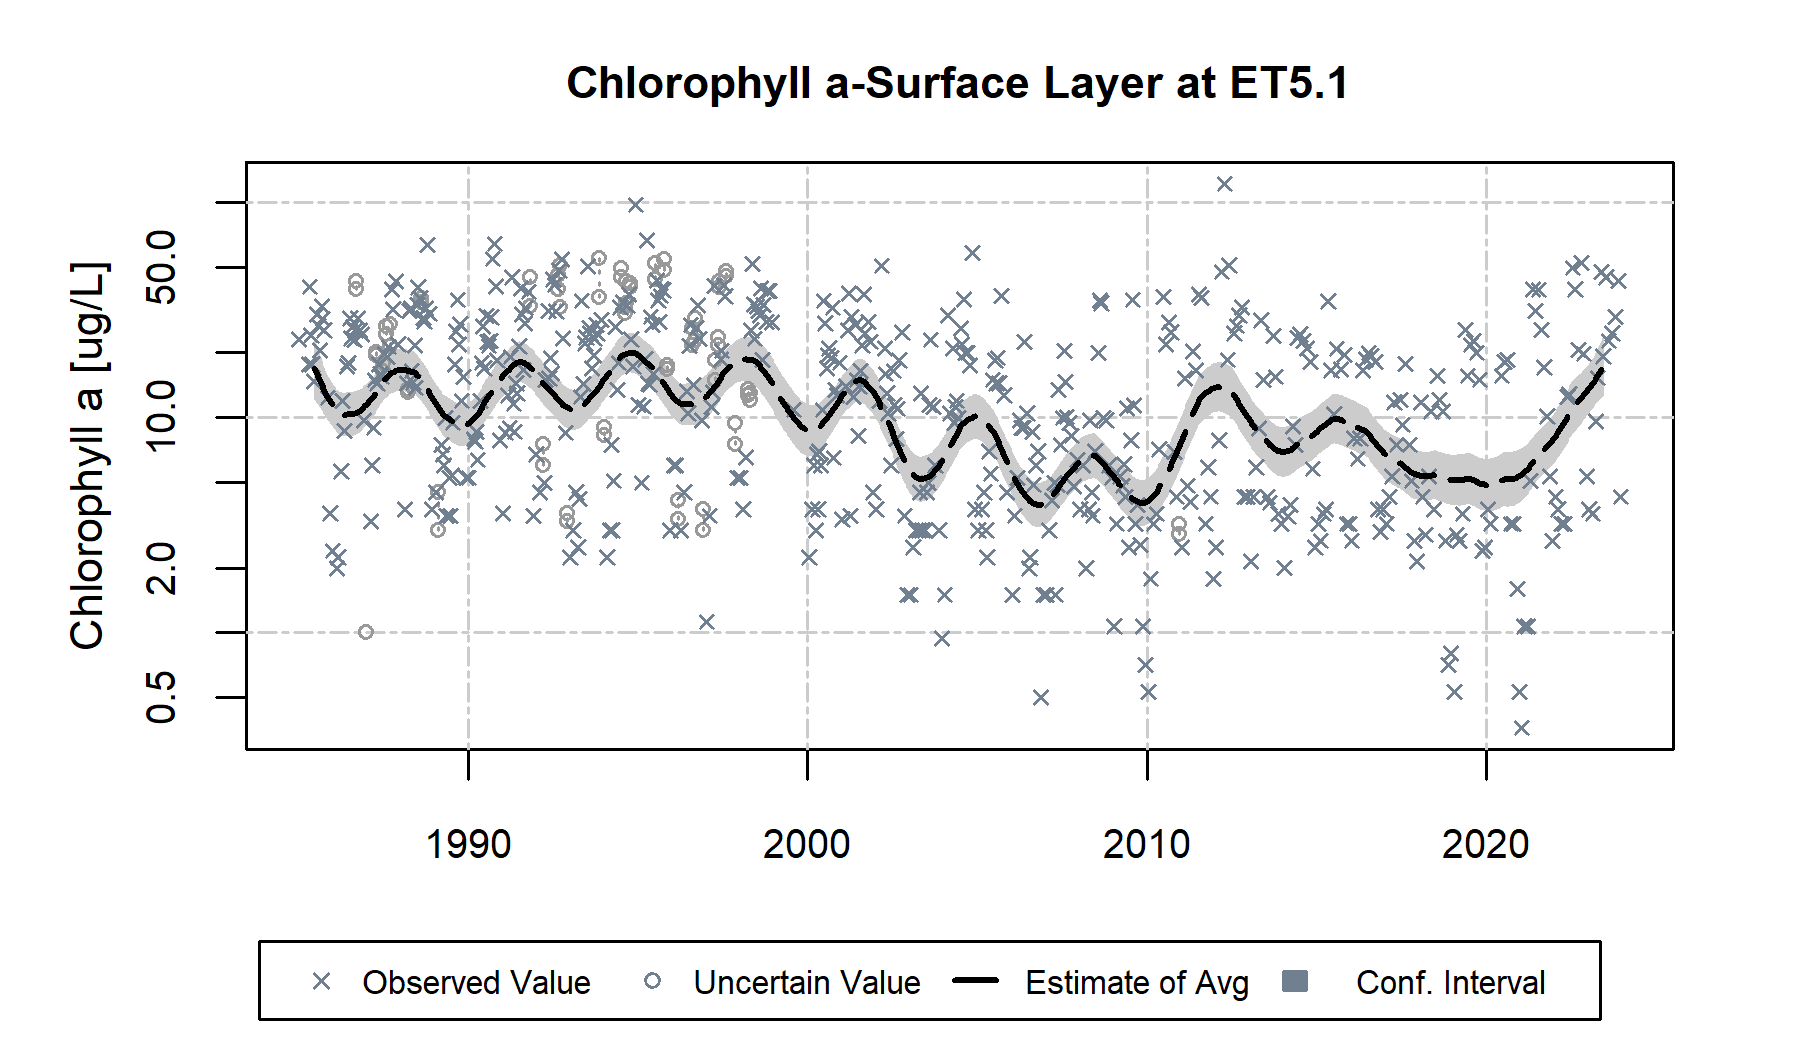 Chlorophyll a-Surface Layer at ET5.1
Chlorophyll a [ug/L]
50.0
10.0
2.0
0.5
1990 2000 2010 2020
Observed Value Uncertain Value Estimate of Avg Conf. Interval